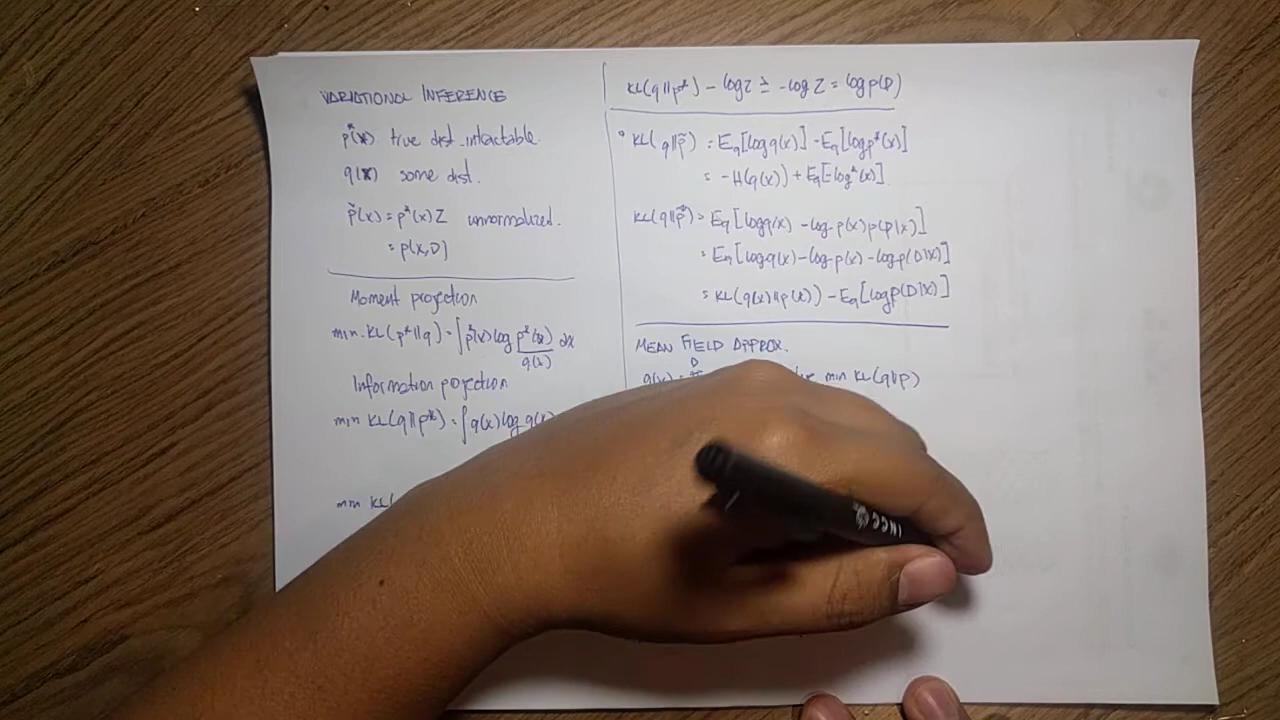 VARIATIONAL INFERENCE
p*(x) true dist. intractable.
q(x) some dist.
p̃(x) = p*(x) Z unnormalized.
= p(x,D)
Moment projection
min. KL(p*||q) = ∫ p*(x) log p*(x)/q(x) dx
Information projection
min KL(q||p*) = ∫ q(x) log q(x)
min KL(
KL(q||p*) - log Z ≥ -log Z = log p(D)
° KL(q||p̃) = Eq[log q(x)] - Eq[log p*(x)]
= -H(q(x)) + Eq[-log*(x)].
KL(q||p̃*) = Eq[log q(x) - log p(x)p(D|x)]
= Eq[log q(x) - log p(x) - log p(D|x)]
= KL(q(x)||p(x)) - Eq[log p(D|x)]
MEAN FIELD APPROX.
D
q(x) = min KL(q||p)
INCC